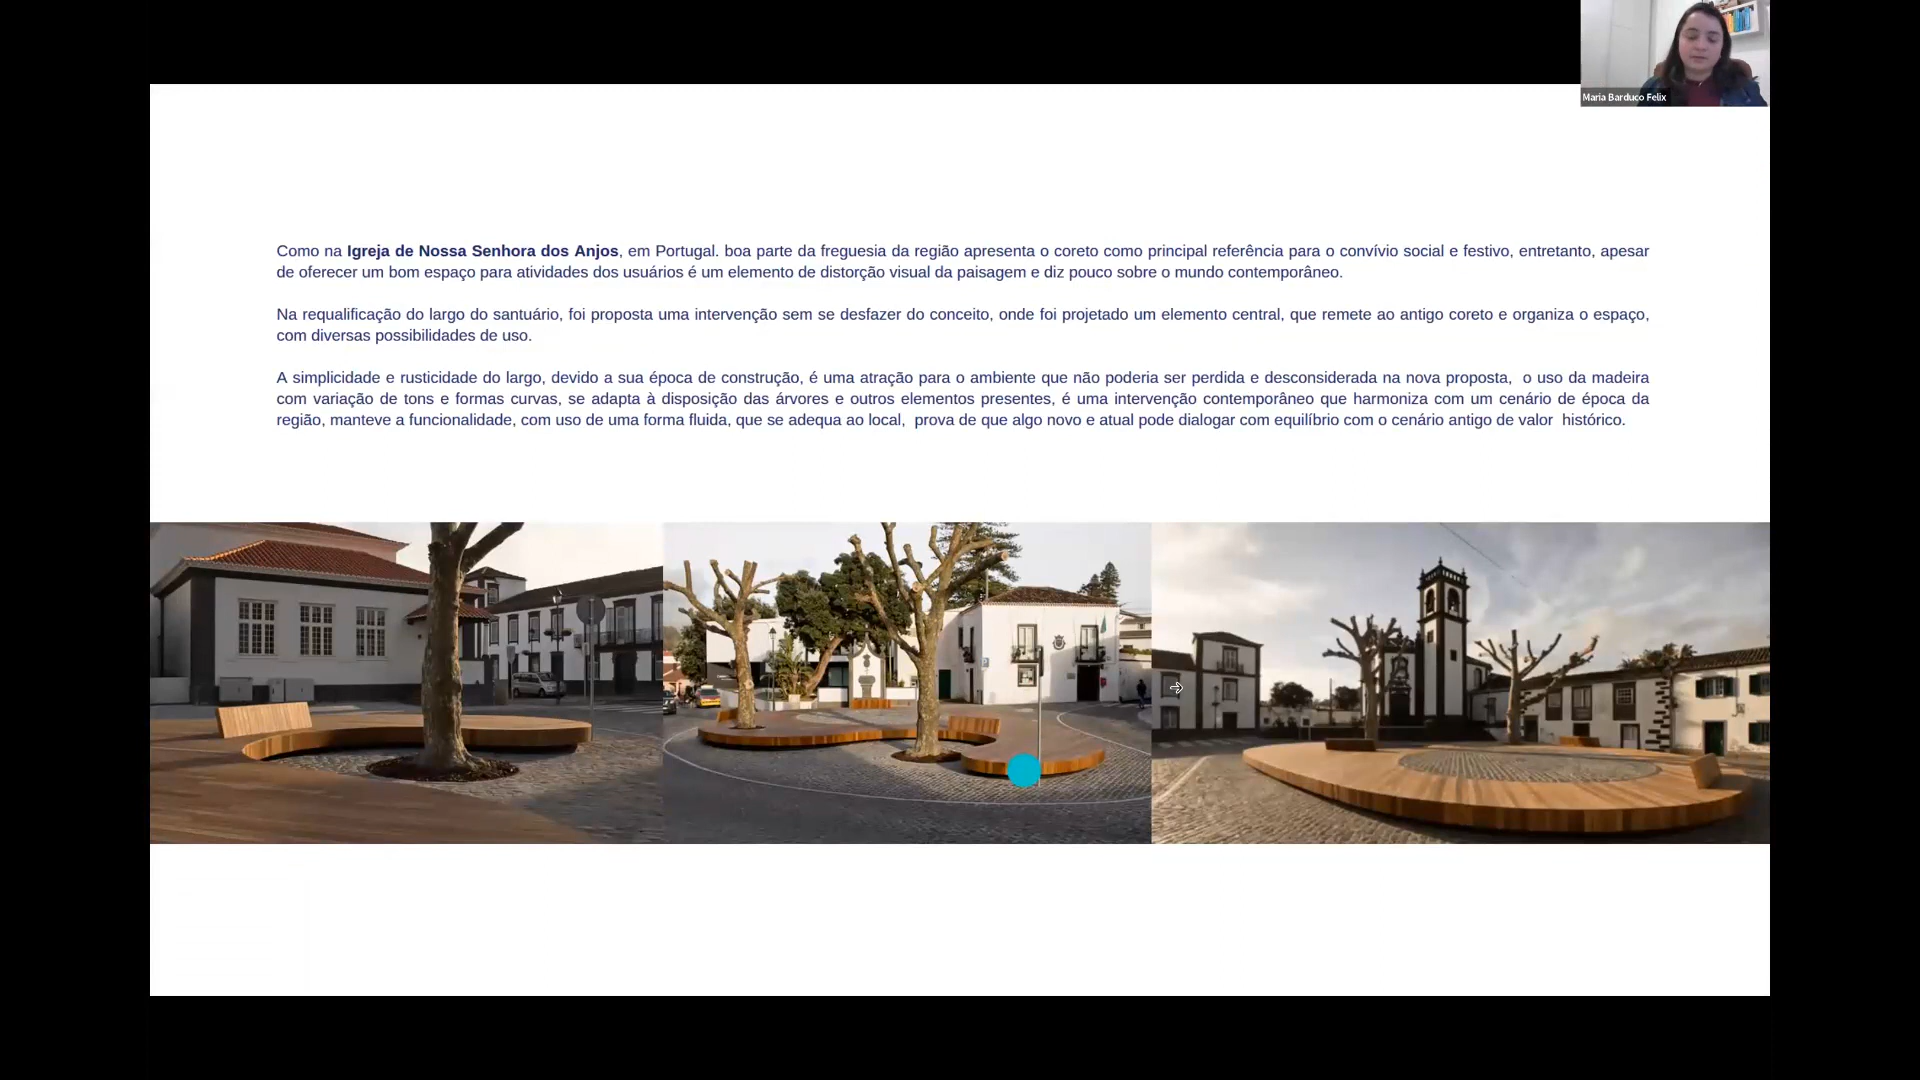 Maria Barduco Felix
Como na Igreja de Nossa Senhora dos Anjos, em Portugal. boa parte da freguesia da região apresenta o coreto como principal referência para o convívio social e festivo, entretanto, apesar
de oferecer um bom espaço para atividades dos usuários é um elemento de distorção visual da paisagem e diz pouco sobre o mundo contemporâneo.
Na requalificação do largo do santuário, foi proposta uma intervenção sem se desfazer do conceito, onde foi projetado um elemento central, que remete ao antigo coreto e organiza o espaço,
com diversas possibilidades de uso.
A simplicidade e rusticidade do largo, devido a sua época de construção, é uma atração para o ambiente que não poderia ser perdida e desconsiderada na nova proposta,  o uso da madeira
com variação de tons e formas curvas, se adapta à disposição das árvores e outros elementos presentes, é uma intervenção contemporâneo que harmoniza com um cenário de época da
região, manteve a funcionalidade, com uso de uma forma fluida, que se adequa ao local,  prova de que algo novo e atual pode dialogar com equilíbrio com o cenário antigo de valor  histórico.